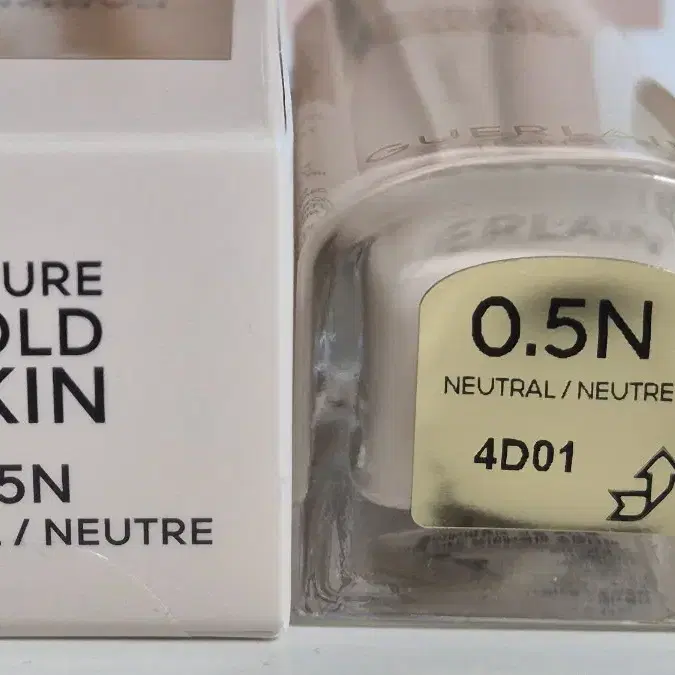 URE
OLD
KIN
5N
/ NEUTRE
GUERLAIN
ERLAIN
0.5N
NEUTRAL / NEUTRE
4D01